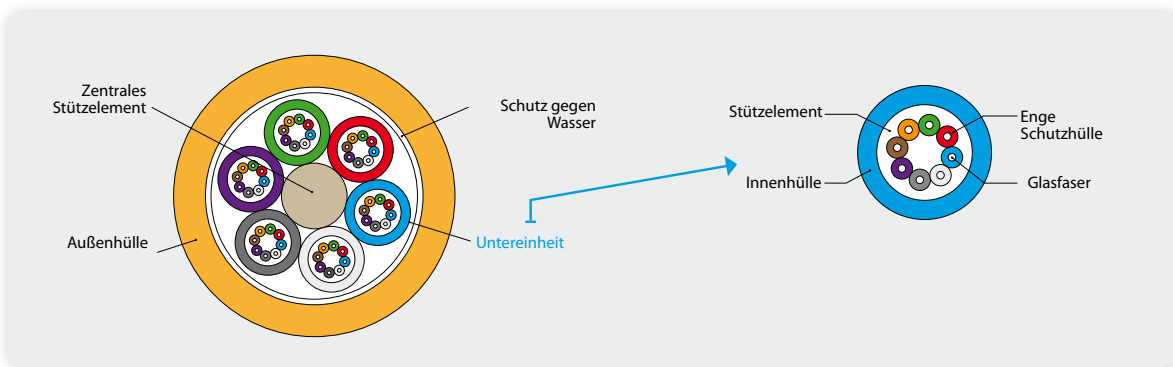 Zentrales
Stützelement
Schutz gegen
Wasser
Außenhülle
Untereinheit
Stützelement
Enge
Schutzhülle
Innenhülle
Glasfaser